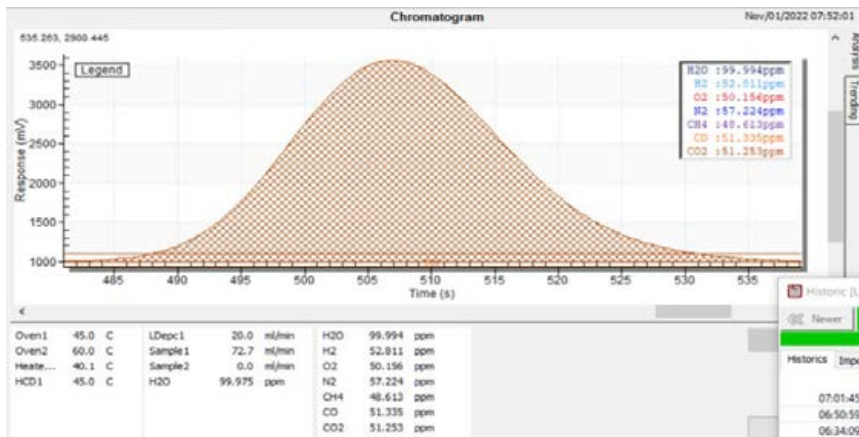 Chromatogram
Nov/01/2022 07:52:01
535.263, 2900.445
Legend
H2O :99.994ppm
H2 :52.811ppm
O2 :50.156ppm
N2 :57.224ppm
CH4 :48.613ppm
CO :51.335ppm
CO2 :51.253ppm
Analysis
Trending
Response (mV)
3500
3000
2500
2000
1500
1000
485 490 495 500 505 510 515 520 525 530 535
Time (s)
Historic (L
Newer
Historics Impo
07:01:45
06:50:59
06:34:09
Oven1 45.0 C LDepc1 20.0 ml/min H2O 99.994 ppm
Oven2 60.0 C Sample1 72.7 ml/min H2 52.811 ppm
Heate... 40.1 C Sample2 0.0 ml/min O2 50.156 ppm
HCD1 45.0 C H2O 99.975 ppm N2 57.224 ppm
CH4 48.613 ppm
CO 51.335 ppm
CO2 51.253 ppm